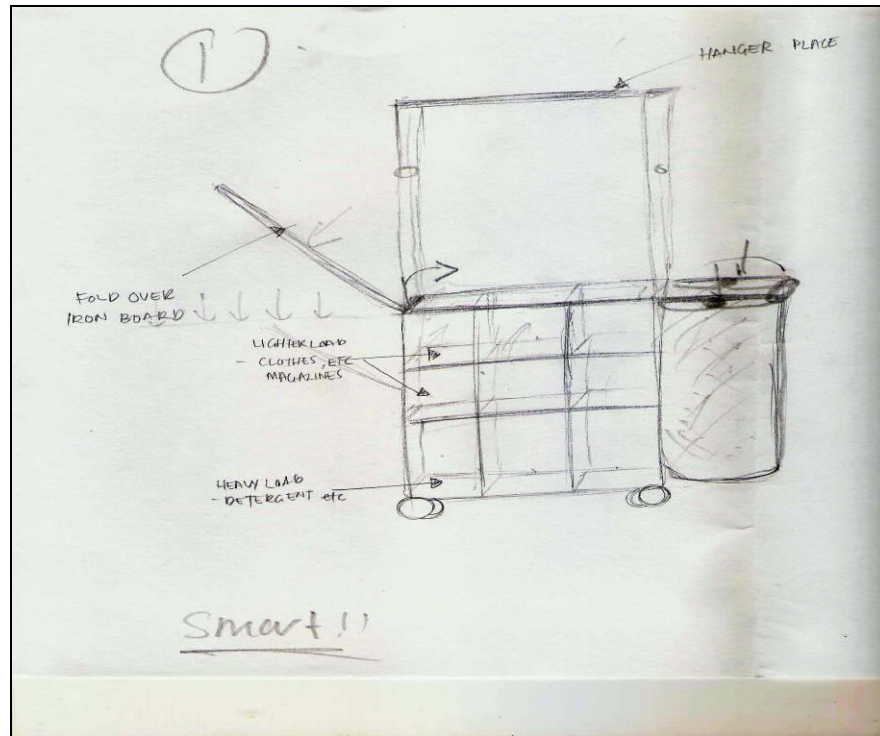 1
HANGER PLACE
FOLD OVER
IRON BOARD
LIGHTER LOAD
- CLOTHES, ETC
MAGAZINES
HEAVY LOAD
- DETERGENT etc
Smart!!